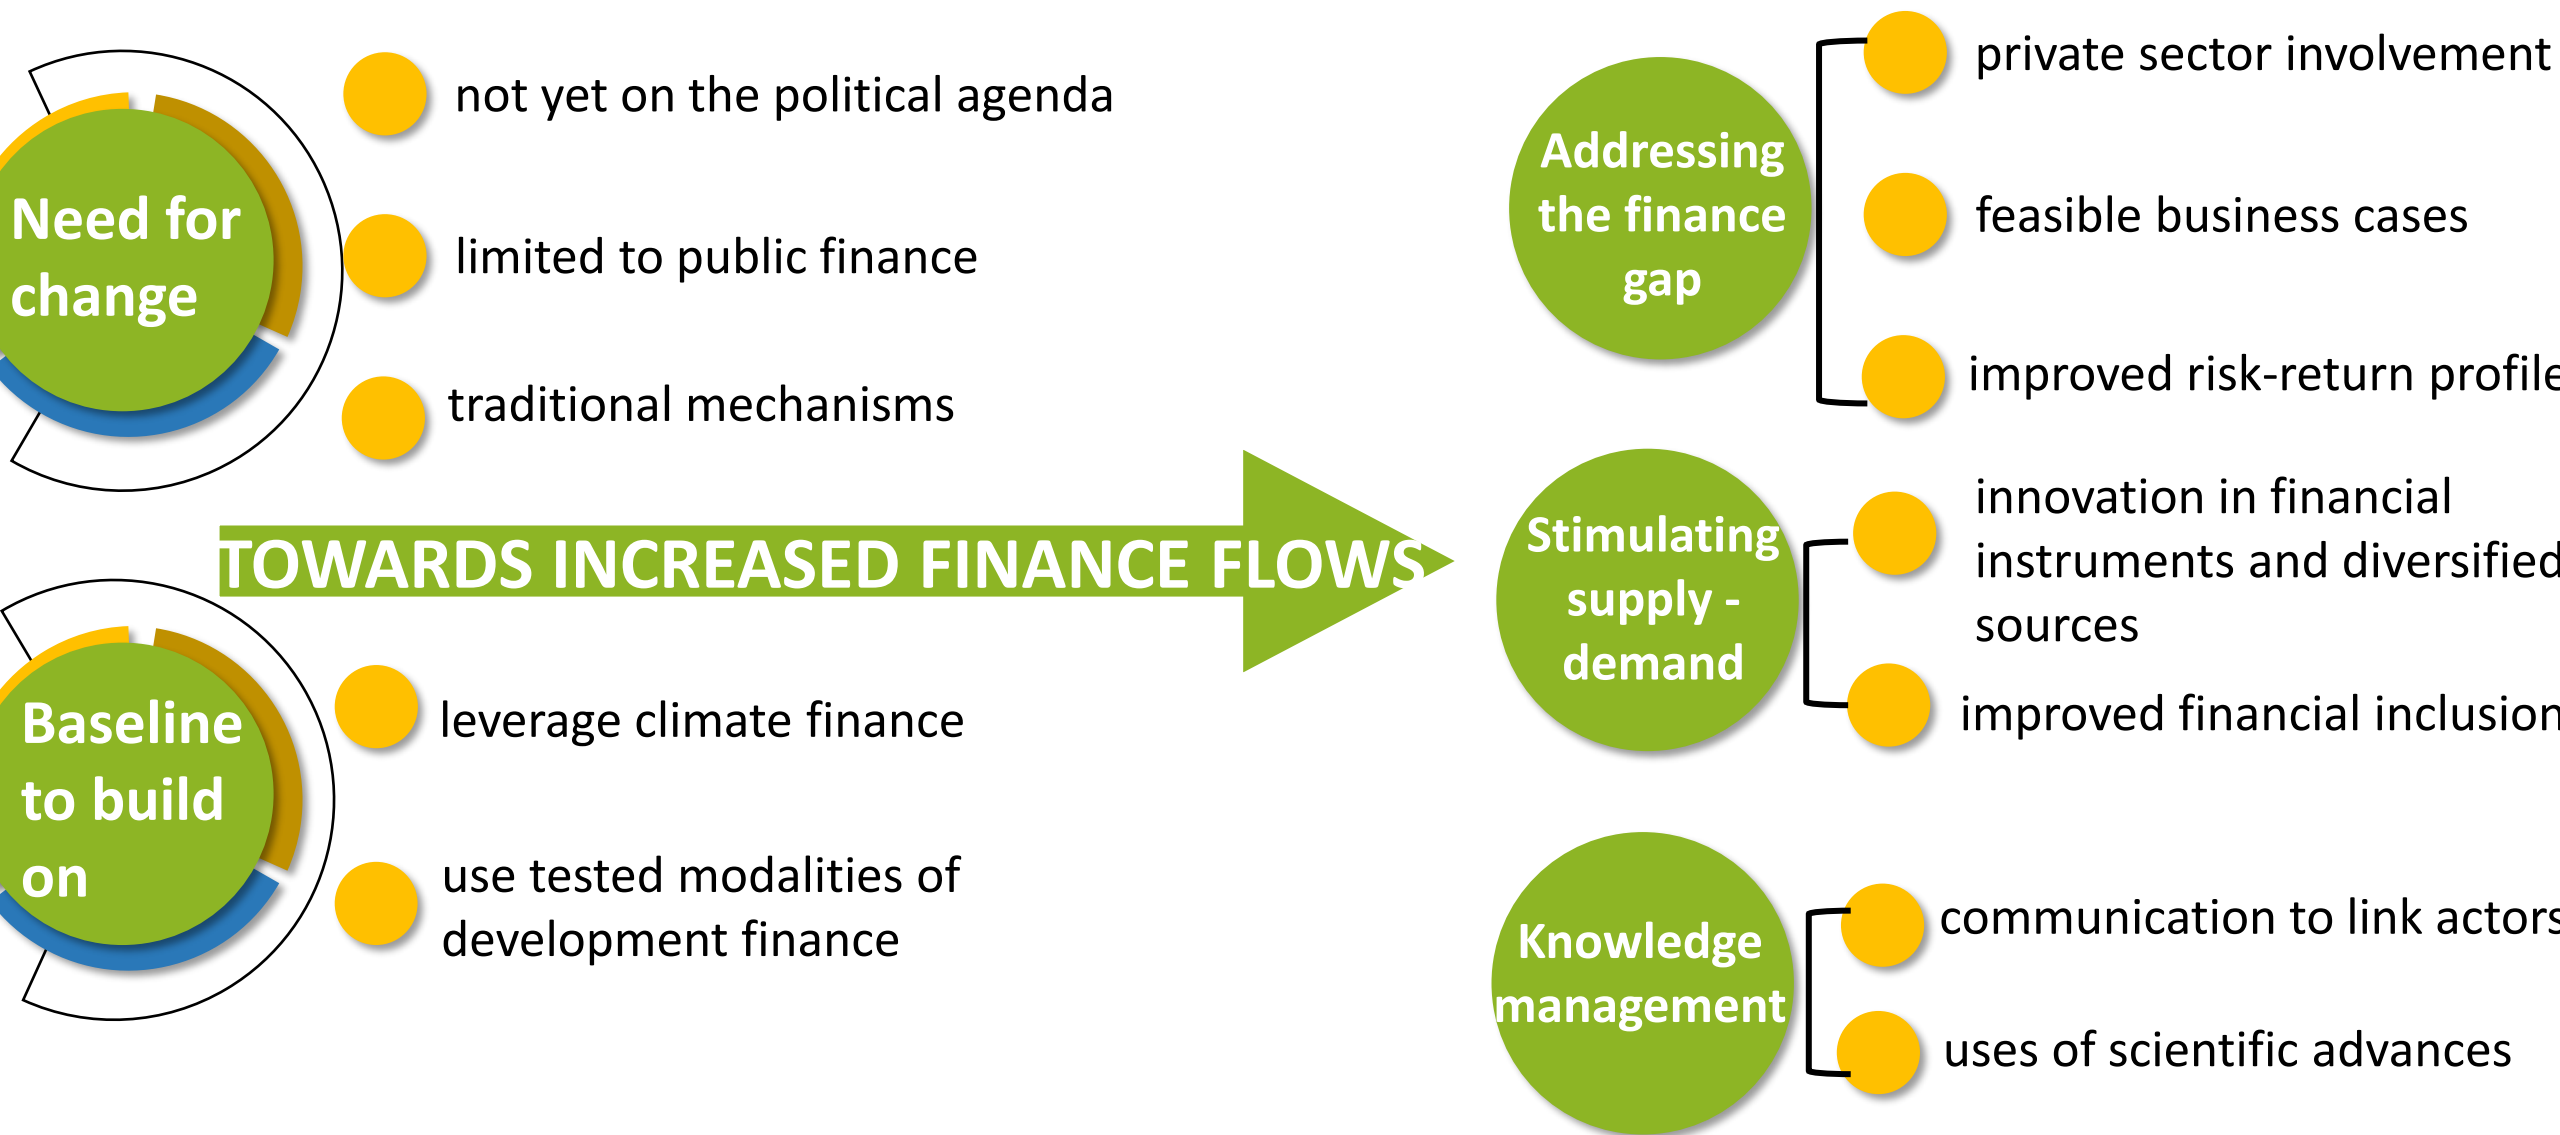 Need for
change
not yet on the political agenda
limited to public finance
traditional mechanisms
TOWARDS INCREASED FINANCE FLOWS
Baseline
to build
on
leverage climate finance
use tested modalities of
development finance
Addressing
the finance
gap
private sector involvement
feasible business cases
improved risk-return profile
Stimulating
supply -
demand
innovation in financial
instruments and diversified
sources
improved financial inclusion
Knowledge
management
communication to link actors
uses of scientific advances